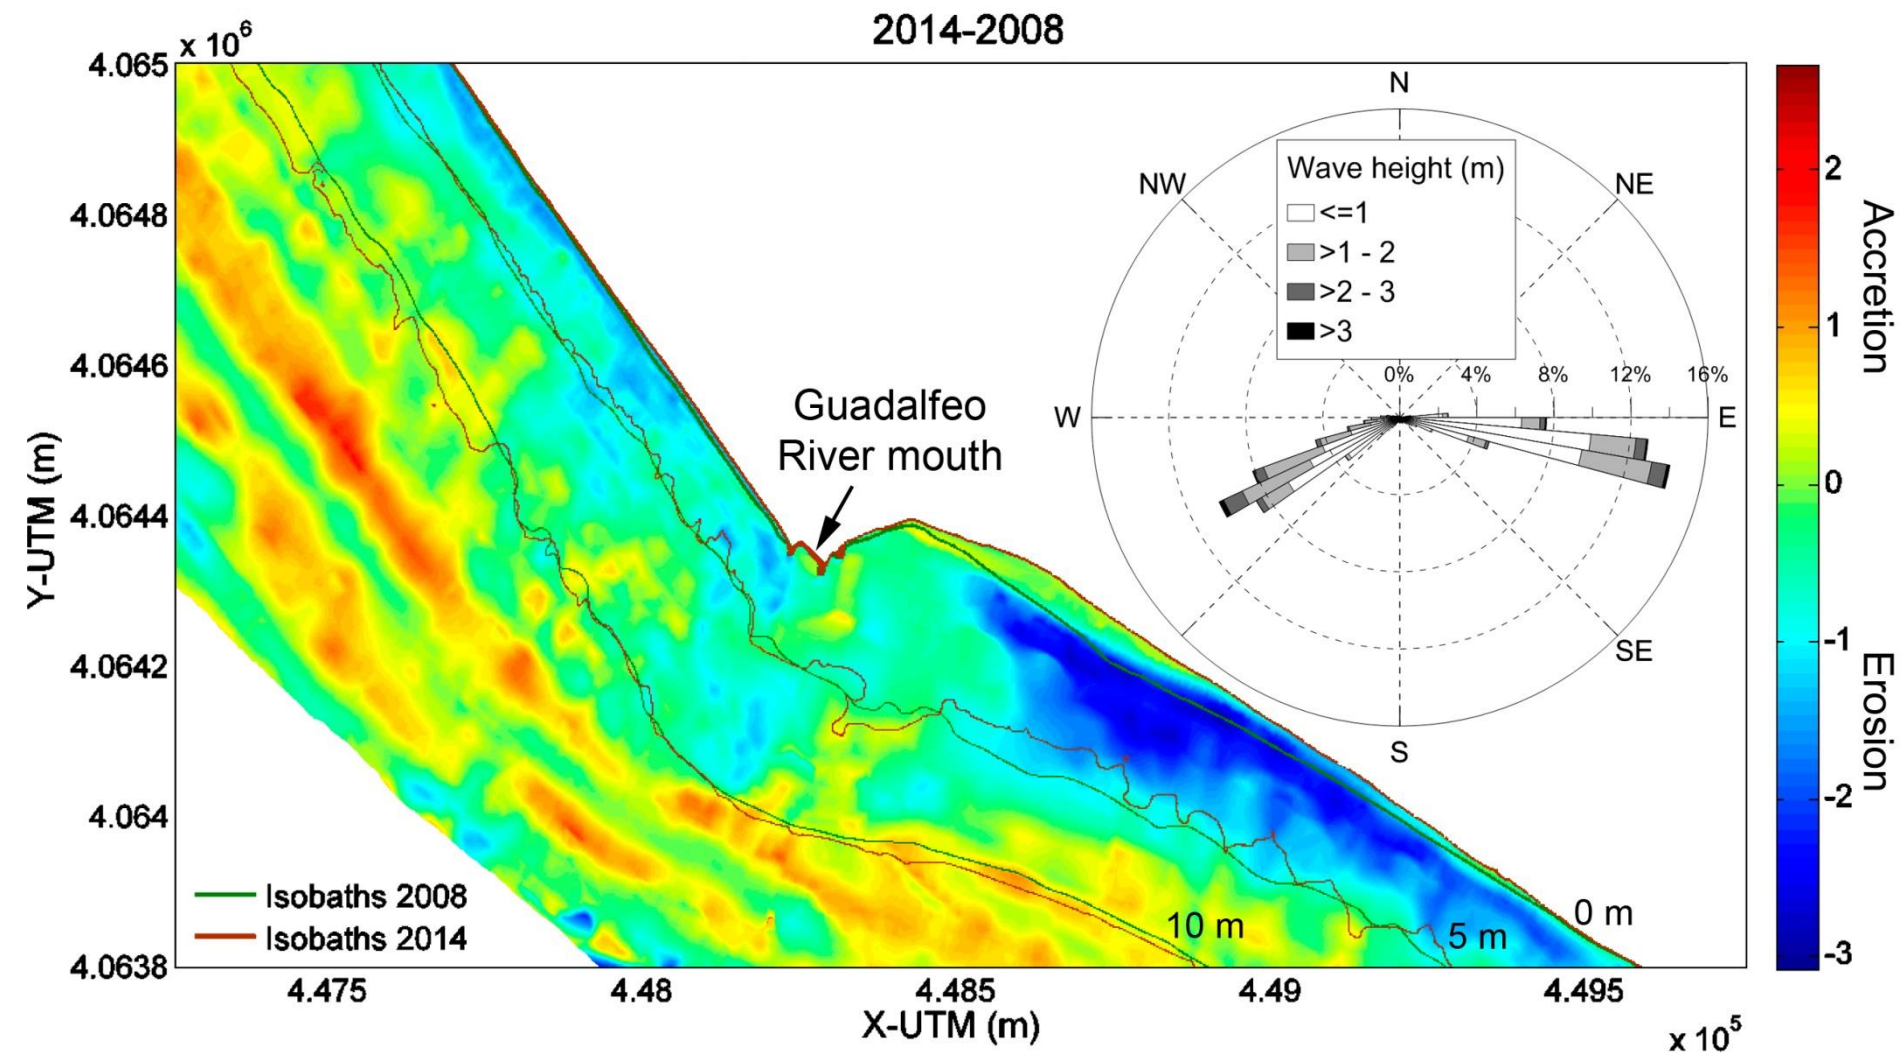 2014-2008
x 10^6
4.065
4.0648
4.0646
4.0644
4.0642
4.064
4.0638
Y-UTM (m)
4.475
4.48
4.485
4.49
4.495
X-UTM (m)
x 10^5
Guadalfeo
River mouth
Isobaths 2008
Isobaths 2014
10 m
5 m
0 m
N
NE
E
SE
S
W
NW
Wave height (m)
<=1
>1 - 2
>2 - 3
>3
0%
4%
8%
12%
16%
2
1
0
-1
-2
-3
Accretion
Erosion